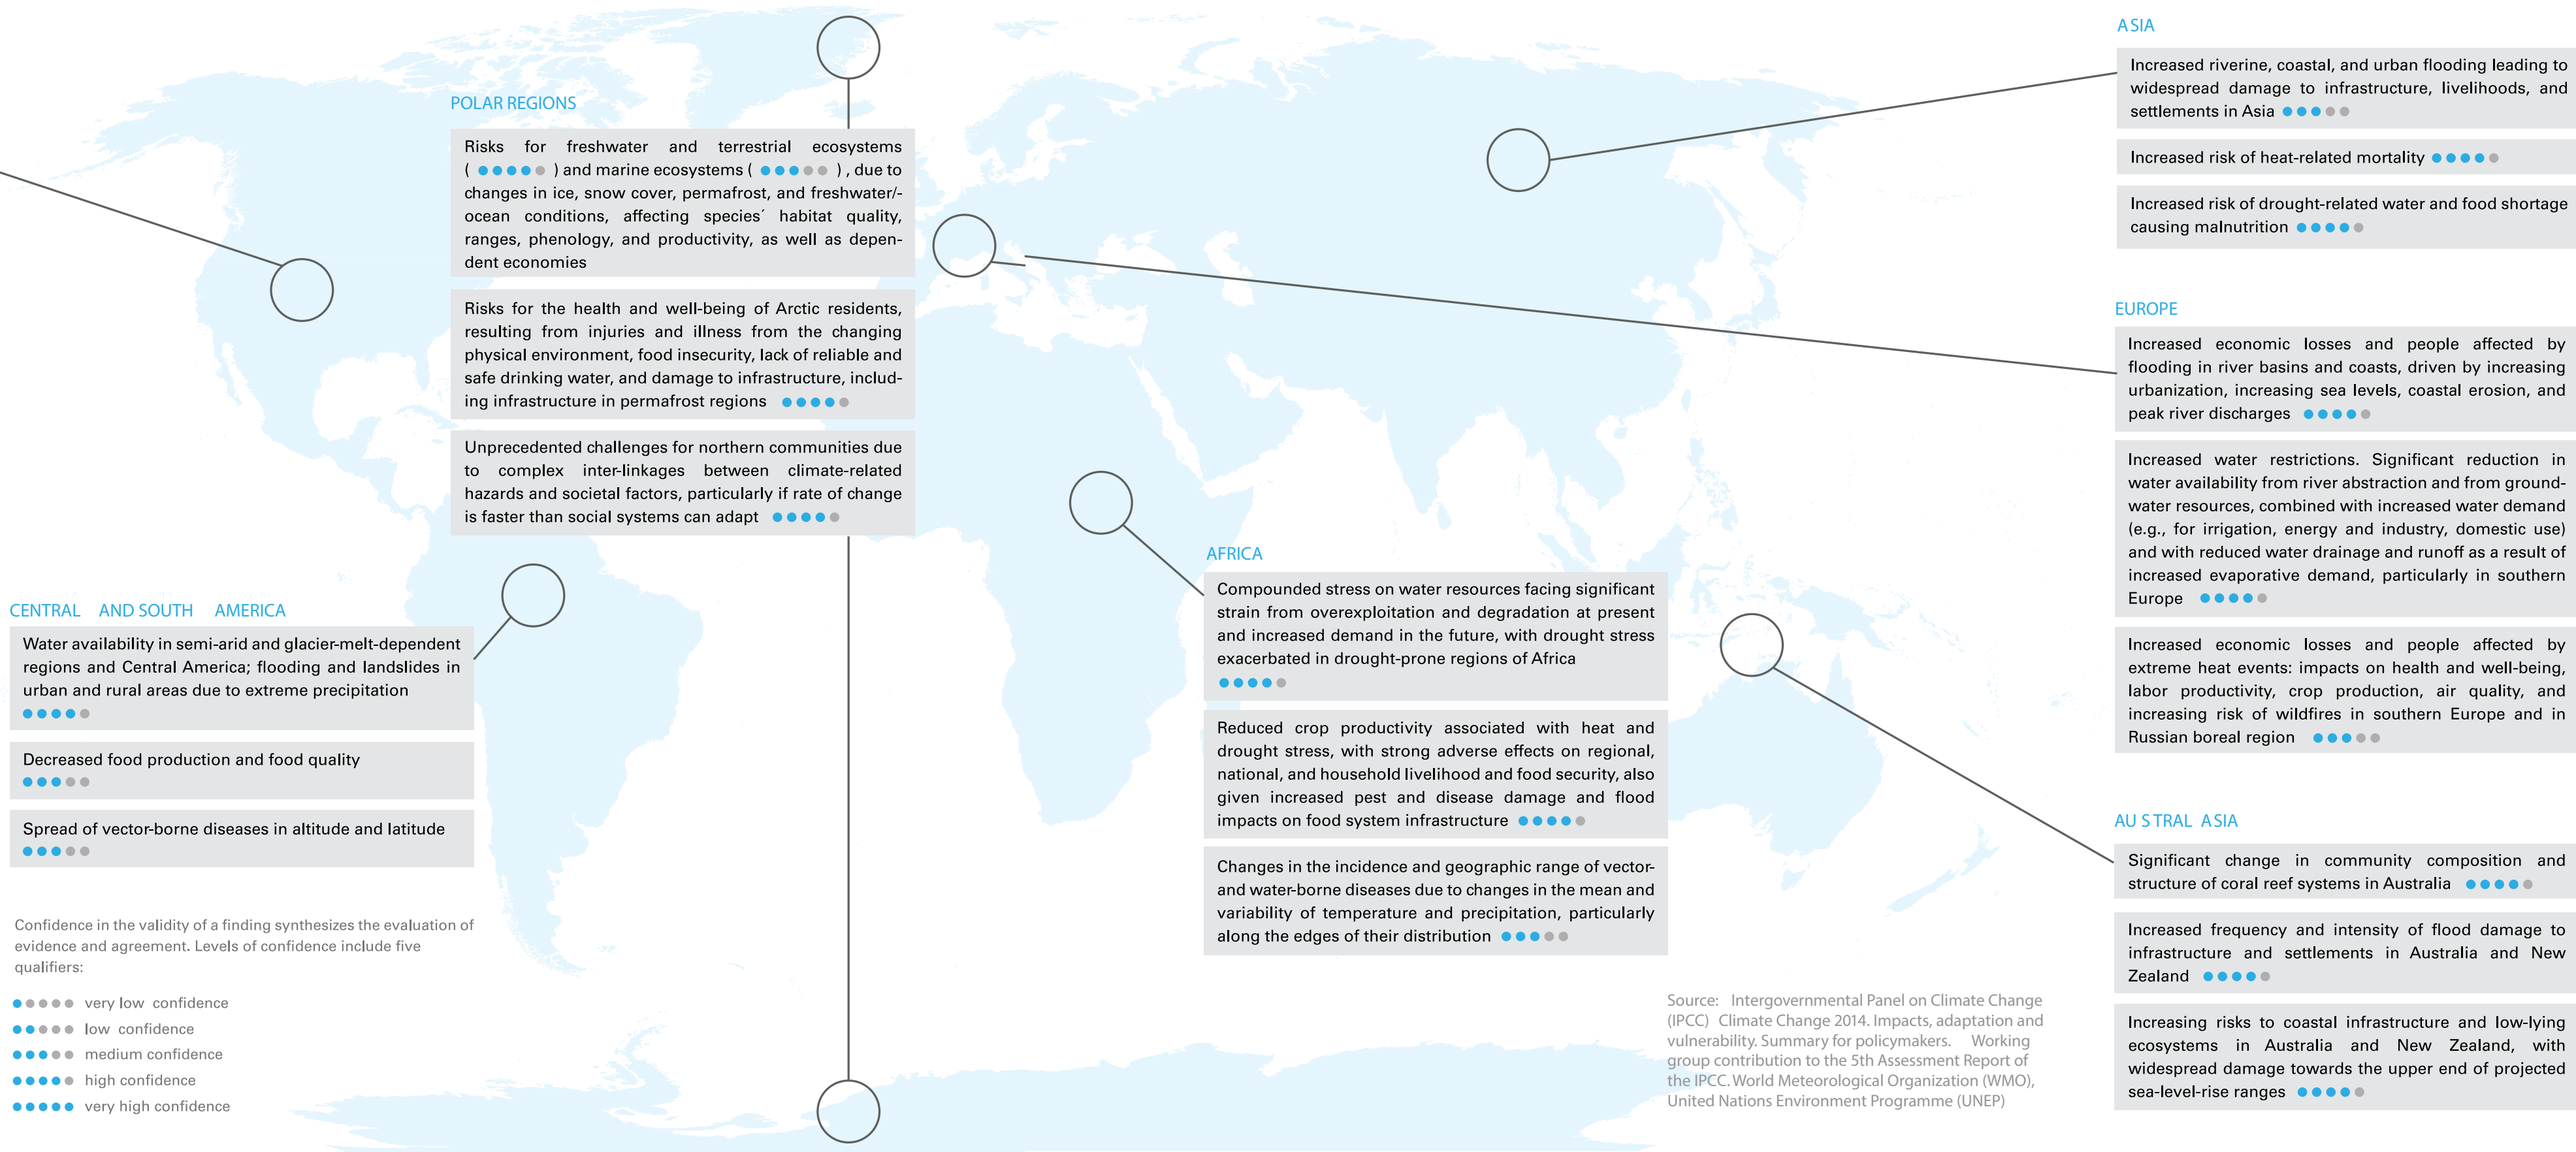 POLAR REGIONS
Risks for freshwater and terrestrial ecosystems
( ●●●●● ) and marine ecosystems ( ●●●●● ) , due to
changes in ice, snow cover, permafrost, and freshwater/-
ocean conditions, affecting species´ habitat quality,
ranges, phenology, and productivity, as well as depen-
dent economies
Risks for the health and well-being of Arctic residents,
resulting from injuries and illness from the changing
physical environment, food insecurity, lack of reliable and
safe drinking water, and damage to infrastructure, includ-
ing infrastructure in permafrost regions ●●●●●
Unprecedented challenges for northern communities due
to complex inter-linkages between climate-related
hazards and societal factors, particularly if rate of change
is faster than social systems can adapt ●●●●●
CENTRAL AND SOUTH AMERICA
Water availability in semi-arid and glacier-melt-dependent
regions and Central America; flooding and landslides in
urban and rural areas due to extreme precipitation
●●●●●
Decreased food production and food quality
●●●●●
Spread of vector-borne diseases in altitude and latitude
●●●●●
Confidence in the validity of a finding synthesizes the evaluation of
evidence and agreement. Levels of confidence include five
qualifiers:
●●●●● very low confidence
●●●●● low confidence
●●●●● medium confidence
●●●●● high confidence
●●●●● very high confidence
AFRICA
Compounded stress on water resources facing significant
strain from overexploitation and degradation at present
and increased demand in the future, with drought stress
exacerbated in drought-prone regions of Africa
●●●●●
Reduced crop productivity associated with heat and
drought stress, with strong adverse effects on regional,
national, and household livelihood and food security, also
given increased pest and disease damage and flood
impacts on food system infrastructure ●●●●●
Changes in the incidence and geographic range of vector-
and water-borne diseases due to changes in the mean and
variability of temperature and precipitation, particularly
along the edges of their distribution ●●●●●
ASIA
Increased riverine, coastal, and urban flooding leading to
widespread damage to infrastructure, livelihoods, and
settlements in Asia ●●●●●
Increased risk of heat-related mortality ●●●●●
Increased risk of drought-related water and food shortage
causing malnutrition ●●●●●
EUROPE
Increased economic losses and people affected by
flooding in river basins and coasts, driven by increasing
urbanization, increasing sea levels, coastal erosion, and
peak river discharges ●●●●●
Increased water restrictions. Significant reduction in
water availability from river abstraction and from ground-
water resources, combined with increased water demand
(e.g., for irrigation, energy and industry, domestic use)
and with reduced water drainage and runoff as a result of
increased evaporative demand, particularly in southern
Europe ●●●●●
Increased economic losses and people affected by
extreme heat events: impacts on health and well-being,
labor productivity, crop production, air quality, and
increasing risk of wildfires in southern Europe and in
Russian boreal region ●●●●●
AUSTRAL ASIA
Significant change in community composition and
structure of coral reef systems in Australia ●●●●●
Increased frequency and intensity of flood damage to
infrastructure and settlements in Australia and New
Zealand ●●●●●
Increasing risks to coastal infrastructure and low-lying
ecosystems in Australia and New Zealand, with
widespread damage towards the upper end of projected
sea-level-rise ranges ●●●●●
Source: Intergovernmental Panel on Climate Change
(IPCC) Climate Change 2014. Impacts, adaptation and
vulnerability. Summary for policymakers. Working
group contribution to the 5th Assessment Report of
the IPCC. World Meteorological Organization (WMO),
United Nations Environment Programme (UNEP)